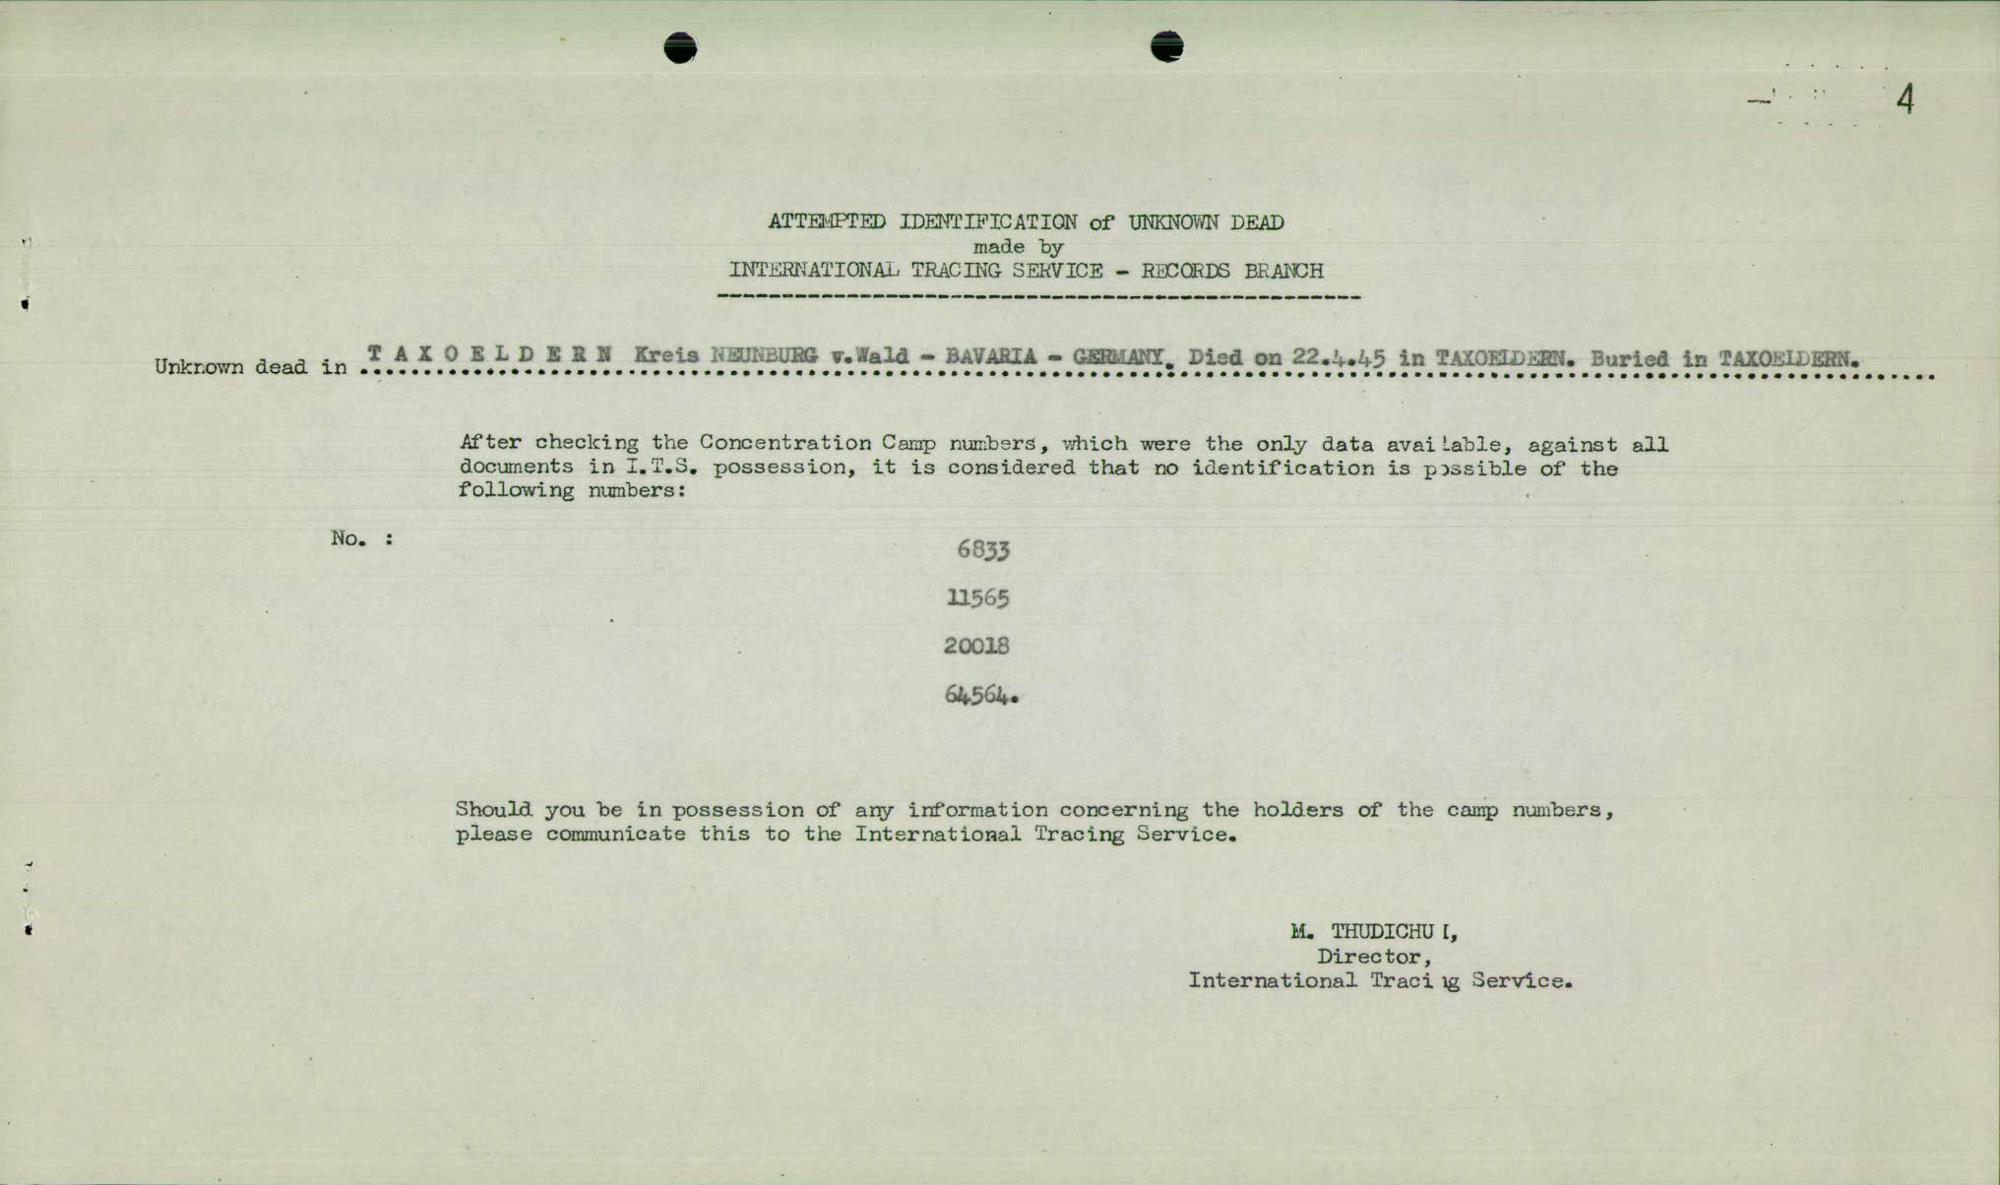 4
ATTEMPTED IDENTIFICATION of UNKNOWN DEAD
made by
INTERNATIONAL TRACING SERVICE - RECORDS BRANCH
Unknown dead in T A X O E L D E R N Kreis NEUNBURG v.Wald - BAVARIA - GERMANY. Died on 22.4.45 in TAXOELDERN. Buried in TAXOELDERN.
After checking the Concentration Camp numbers, which were the only data available, against all
documents in I.T.S. possession, it is considered that no identification is possible of the
following numbers:
No. :
6833
11565
20018
64564.
Should you be in possession of any information concerning the holders of the camp numbers,
please communicate this to the International Tracing Service.
M. THUDICHUM,
Director,
International Tracing Service.